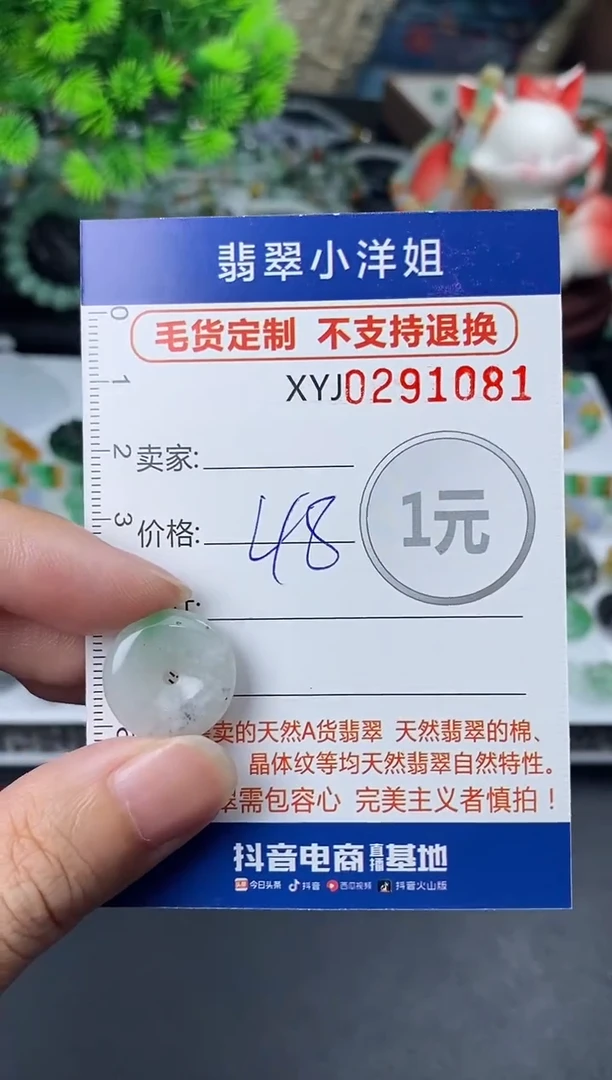 翡翠小洋姐
毛货定制 不支持退换
XYJ0291081
0
1
2
3
卖家:
价格: 48
1元
卖的天然A货翡翠 天然翡翠的棉、
晶体纹等均天然翡翠自然特性。
翠需包容心 完美主义者慎拍！
抖音电商直播基地
今日头条 抖音 西瓜视频 抖音火山版